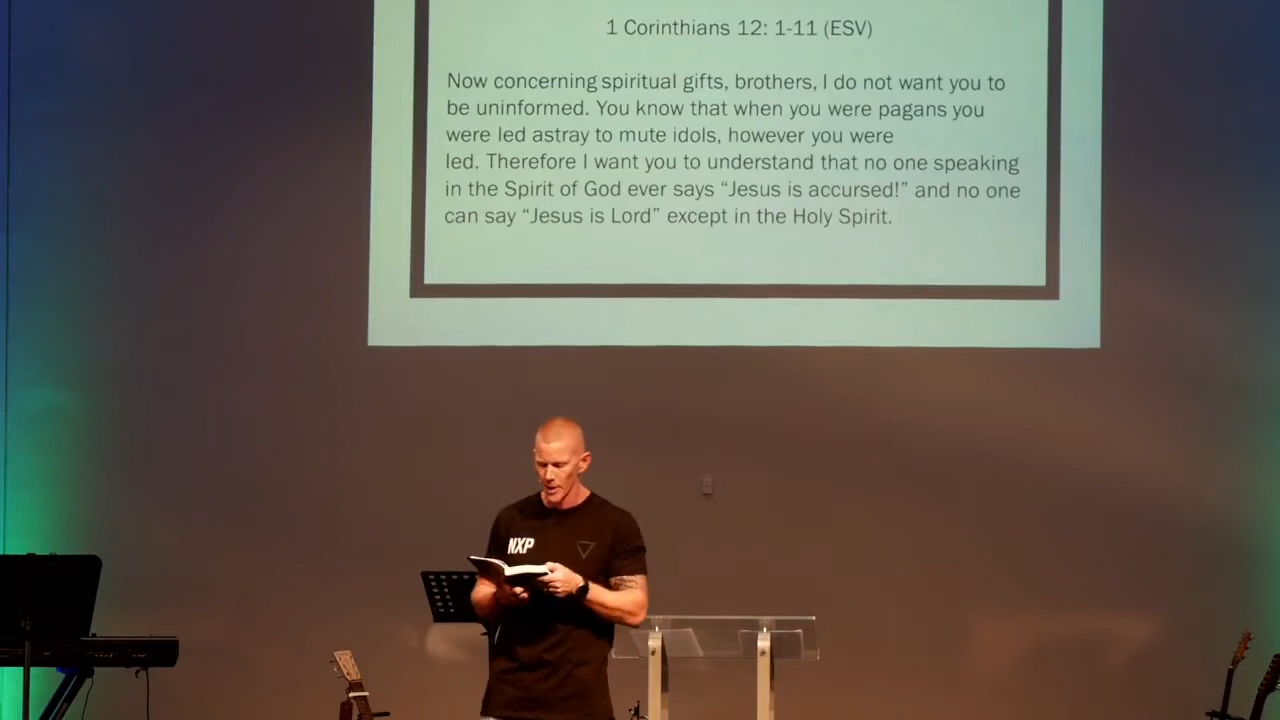 1 Corinthians 12: 1-11 (ESV)
Now concerning spiritual gifts, brothers, I do not want you to
be uninformed. You know that when you were pagans you
were led astray to mute idols, however you were
led. Therefore I want you to understand that no one speaking
in the Spirit of God ever says “Jesus is accursed!” and no one
can say “Jesus is Lord” except in the Holy Spirit.
NXP